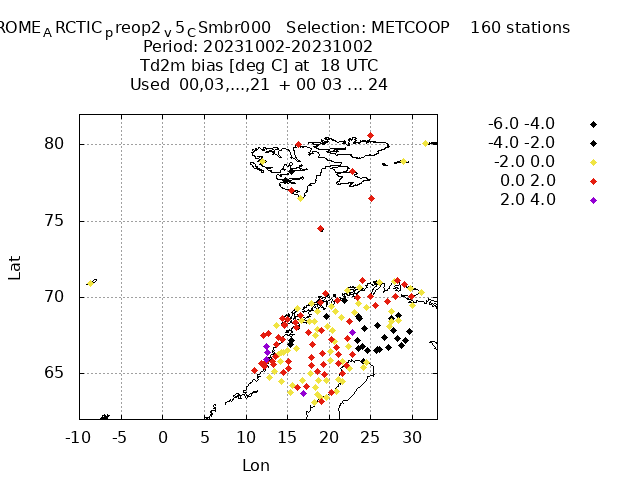 ROME_ARCTIC_preop2_v5_CSmbr000 Selection: METCOOP 160 stations
Period: 20231002-20231002
Td2m bias [deg C] at 18 UTC
Used 00,03,...,21 + 00 03 ... 24
-6.0 -4.0
-4.0 -2.0
-2.0 0.0
0.0 2.0
2.0 4.0
80
75
70
65
Lat
-10 -5 0 5 10 15 20 25 30
Lon